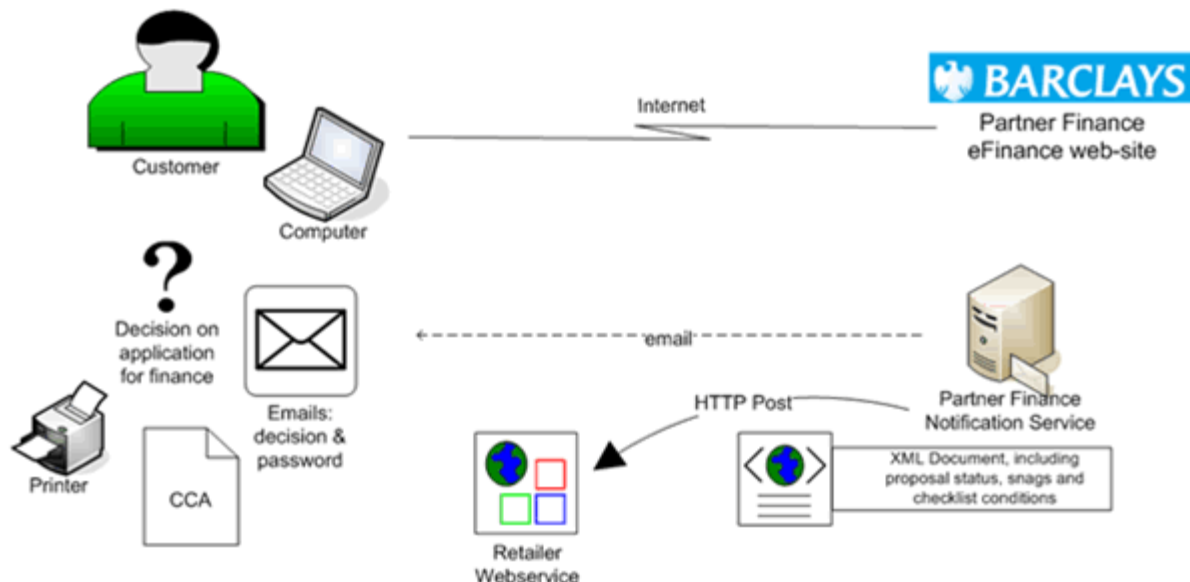 BARCLAYS
Internet
Partner Finance
eFinance web-site
Customer
Computer
Decision on
application
for finance
email
Emails:
decision &
password
HTTP Post
Partner Finance
Notification Service
Printer
CCA
XML Document, including
proposal status, snags and
checklist conditions
Retailer
Webservice